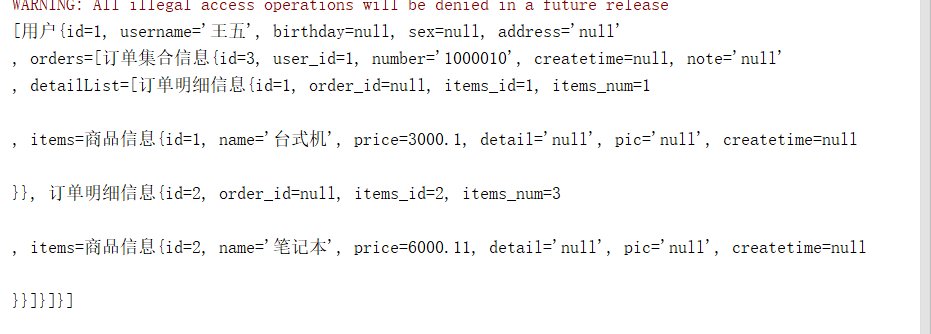 WARNING: All illegal access operations will be denied in a future release
[用户{id=1, username='王五', birthday=null, sex=null, address='null'
, orders=[订单集合信息{id=3, user_id=1, number='1000010', createtime=null, note='null'
, detailList=[订单明细信息{id=1, order_id=null, items_id=1, items_num=1
, items=商品信息{id=1, name='台式机', price=3000.1, detail='null', pic='null', createtime=null
}}, 订单明细信息{id=2, order_id=null, items_id=2, items_num=3
, items=商品信息{id=2, name='笔记本', price=6000.11, detail='null', pic='null', createtime=null
}}]}]}]